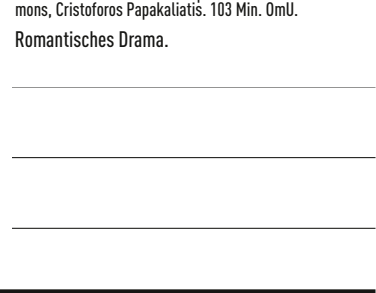 mons, Cristoforos Papakaliatis. 103 Min. OmU.
Romantisches Drama.